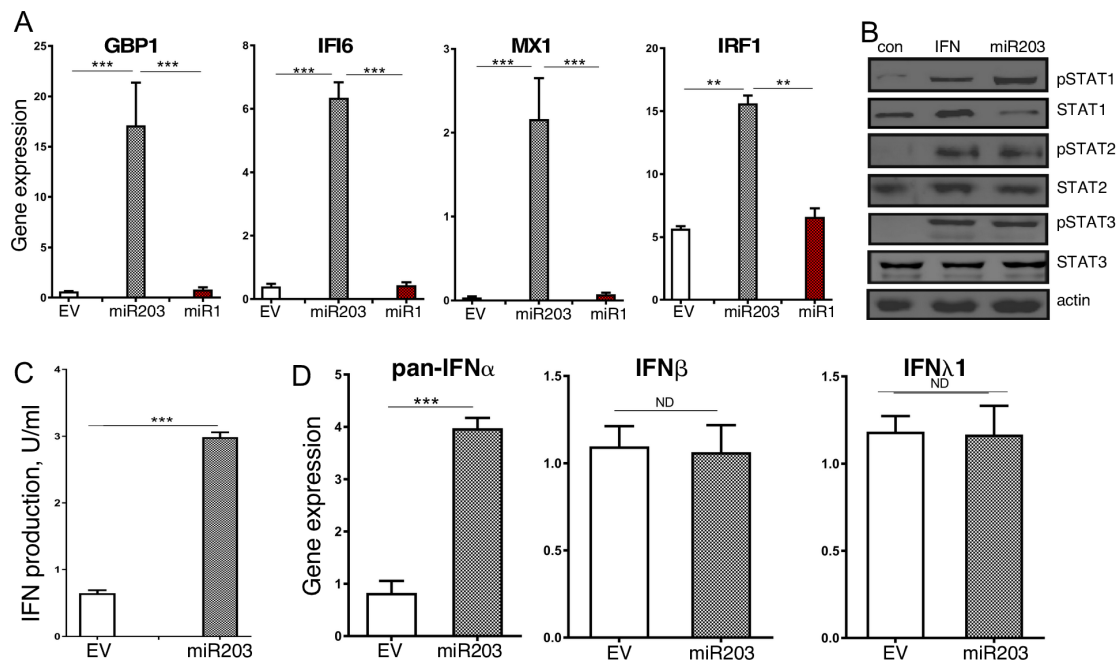 A
GBP1
IFI6
MX1
IRF1
Gene expression
25
20
15
10
5
0
*** ***
EV miR203 miR1
8
6
4
2
0
*** ***
EV miR203 miR1
3
2
1
0
*** ***
EV miR203 miR1
20
15
10
5
0
** **
EV miR203 miR1
B
con IFN miR203
pSTAT1
STAT1
pSTAT2
STAT2
pSTAT3
STAT3
actin
C
IFN production, U/ml
4
3
2
1
0
***
EV miR203
D
pan-IFNα
Gene expression
5
4
3
2
1
0
***
EV miR203
IFNβ
1.5
1.0
0.5
0.0
ND
EV miR203
IFNλ1
1.5
1.0
0.5
0.0
ND
EV miR203